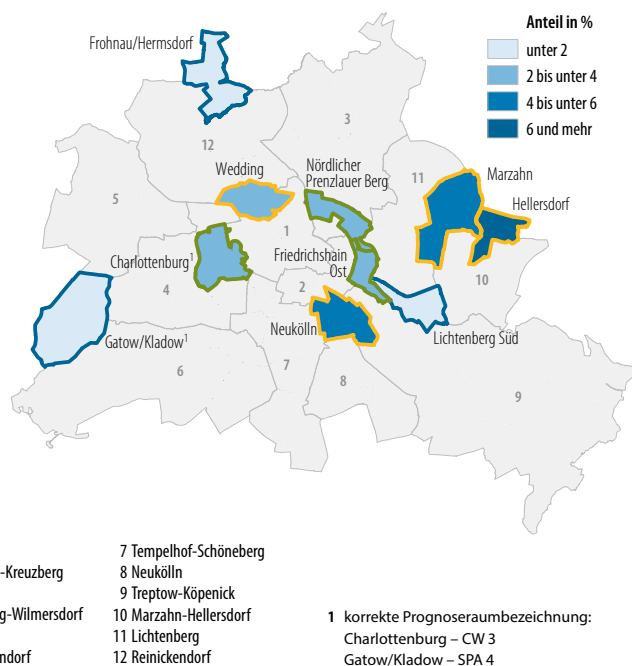 Anteil in %
unter 2
2 bis unter 4
4 bis unter 6
6 und mehr
Frohnau/Hermsdorf
3
12
Wedding
Nördlicher
Prenzlauer Berg
11
Marzahn
Hellersdorf
5
1
Charlottenburg1
4
Friedrichshain
Ost
10
2
Neukölln
Lichtenberg Süd
Gatow/Kladow1
6
7
8
9
7 Tempelhof-Schöneberg
-Kreuzberg
8 Neukölln
9 Treptow-Köpenick
g-Wilmersdorf
10 Marzahn-Hellersdorf
11 Lichtenberg
ndorf
12 Reinickendorf
1 korrekte Prognoseraumbezeichnung:
Charlottenburg – CW 3
Gatow/Kladow – SPA 4